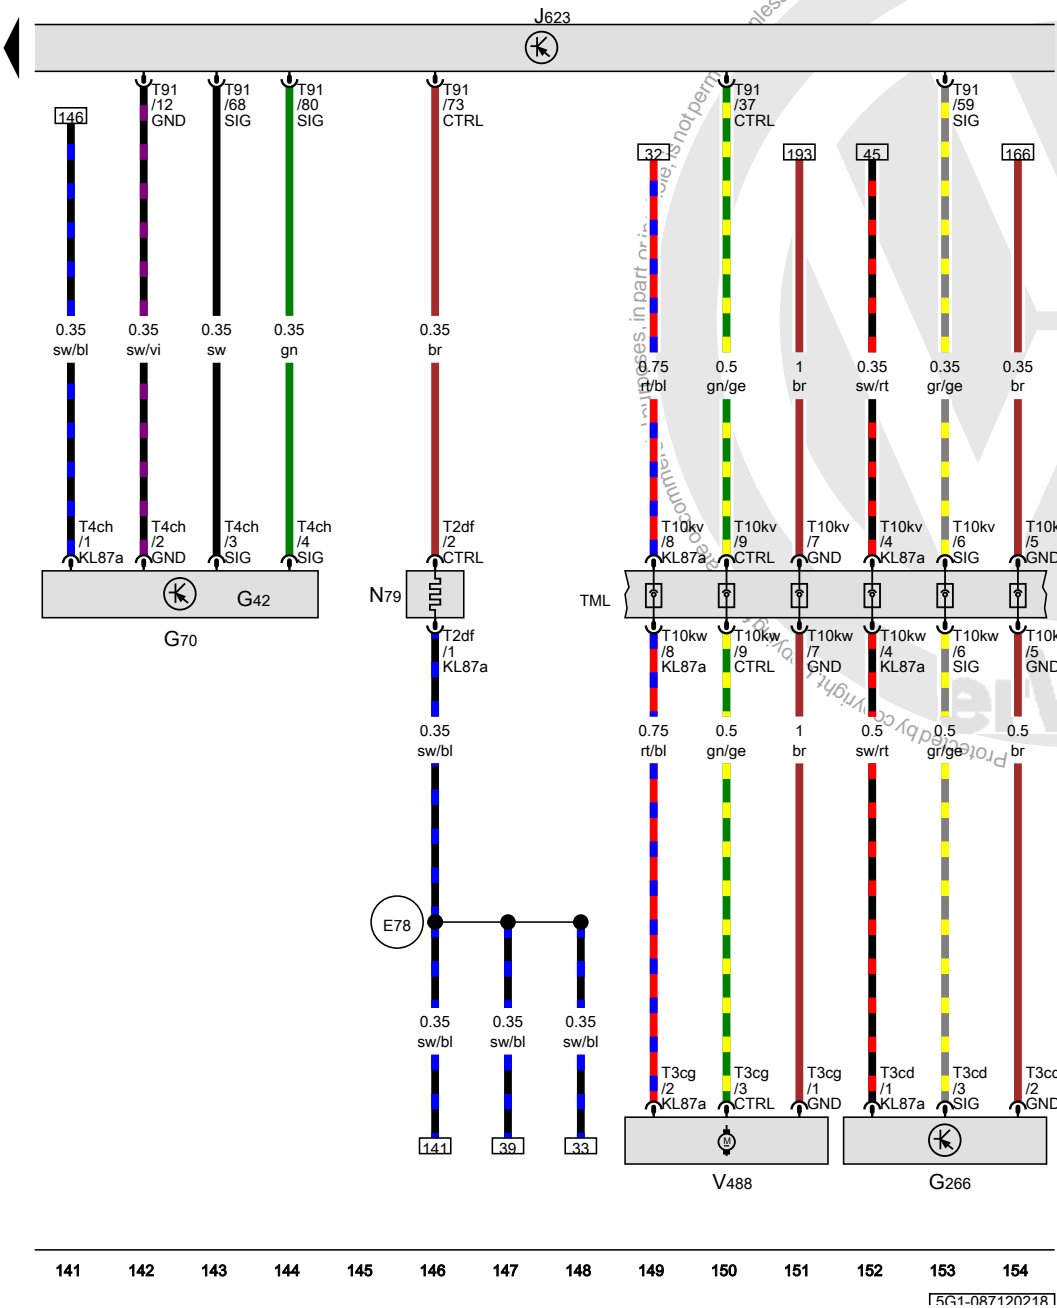 J623
T91 /12 GND
T91 /68 SIG
T91 /80 SIG
T91 /73 CTRL
T91 /37 CTRL
T91 /59 SIG
146
32
193
45
166
0.35 sw/bl
0.35 sw/vi
0.35 sw
0.35 gn
0.35 br
0.75 rt/bl
0.5 gn/ge
1 br
0.35 sw/rt
0.35 gr/ge
0.35 br
T4ch /1 KL87a
T4ch /2 GND
T4ch /3 SIG
T4ch /4 SIG
T2df /2 CTRL
T10kv /8 KL87a
T10kv /9 CTRL
T10kv /7 GND
T10kv /4 KL87a
T10kv /6 SIG
T10k /5 GND
G42
G70
N79
TML
T2df /1 KL87a
T10kw /8 KL87a
T10kw /9 CTRL
T10kw /7 GND
T10kw /4 KL87a
T10kw /6 SIG
T10k /5 GND
0.35 sw/bl
0.75 rt/bl
0.5 gn/ge
1 br
0.5 sw/rt
0.5 gr/ge
0.5 br
E78
0.35 sw/bl
0.35 sw/bl
0.35 sw/bl
141
39
33
T3cg /2 KL87a
T3cg /3 CTRL
T3cg /1 GND
T3cd /1 KL87a
T3cd /3 SIG
T3cd /2 GND
M
V488
G266
141 142 143 144 145 146 147 148 149 150 151 152 153 154
5G1-087120218
Protected by copyright.